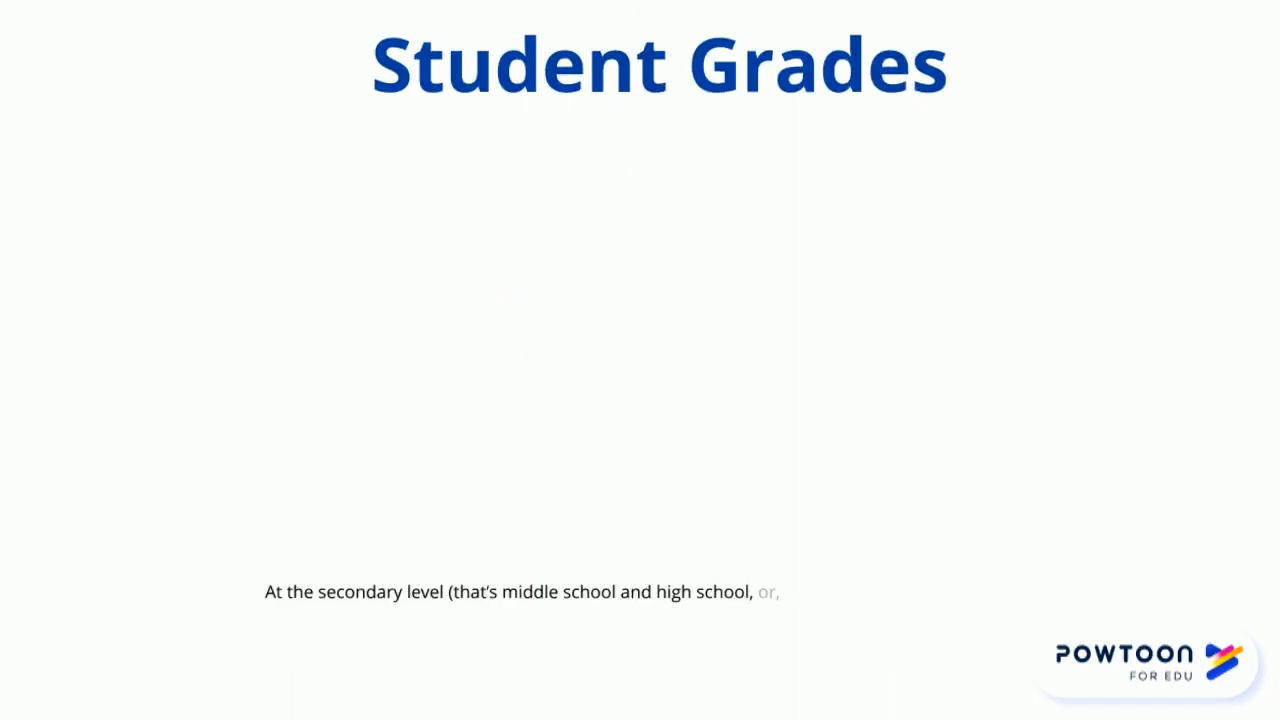 Student Grades
At the secondary level (that's middle school and high school, or,
POWTOON
FOR EDU